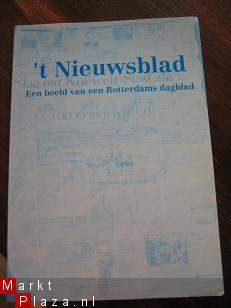 't Nieuwsblad
Een beeld van een Rotterdams dagblad
Markt
Plaza.nl